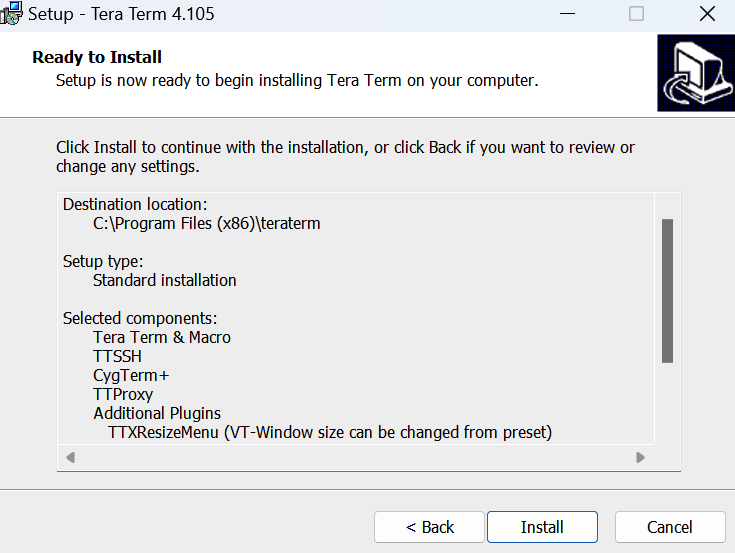 Setup - Tera Term 4.105
Ready to Install
Setup is now ready to begin installing Tera Term on your computer.
Click Install to continue with the installation, or click Back if you want to review or
change any settings.
Destination location:
C:\Program Files (x86)\teraterm
Setup type:
Standard installation
Selected components:
Tera Term & Macro
TTSSH
CygTerm+
TTProxy
Additional Plugins
TTXResizeMenu (VT-Window size can be changed from preset)
< Back
Install
Cancel